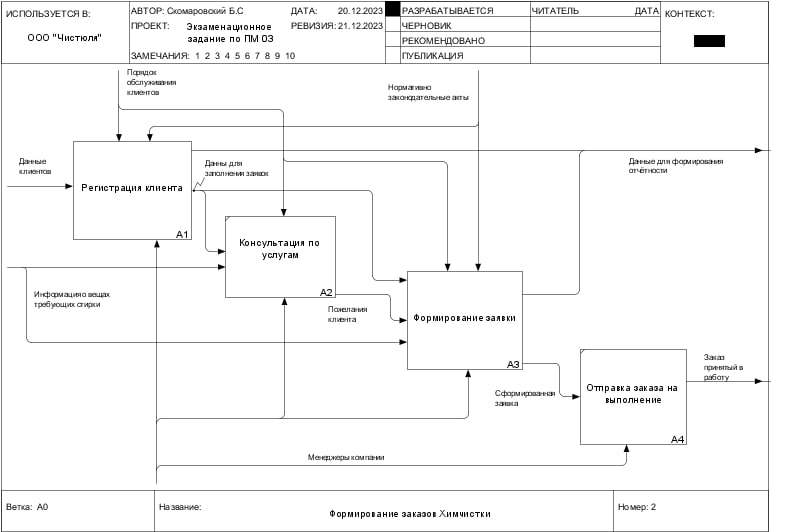 ИСПОЛЬЗУЕТСЯ В:
ООО "Чистюля"
АВТОР: Скомаровский Б.С
ДАТА: 20.12.2023
ПРОЕКТ: Экзаменационное
задание по ПМ 03
РЕВИЗИЯ: 21.12.2023
ЗАМЕЧАНИЯ: 1 2 3 4 5 6 7 8 9 10
РАЗРАБАТЫВАЕТСЯ
ЧЕРНОВИК
РЕКОМЕНДОВАНО
ПУБЛИКАЦИЯ
ЧИТАТЕЛЬ
ДАТА
КОНТЕКСТ:
Порядок
обслуживания
клиентов
Нормативно
законодательные акты
Данные
клиентов
Регистрация клиента
A1
Данны для
заполнения заявок
Данные для формирования
отчётности
Консультация по
услугам
A2
Информация о вещах
требующих стирки
Пожелания
клиента
Формирование заявки
A3
Сформированная
заявка
Отправка заказа на
выполнение
A4
Заказ
принятый в
работу
Менеджеры компании
Ветка: A0
Название:
Формирование заказов Химчистки
Номер: 2